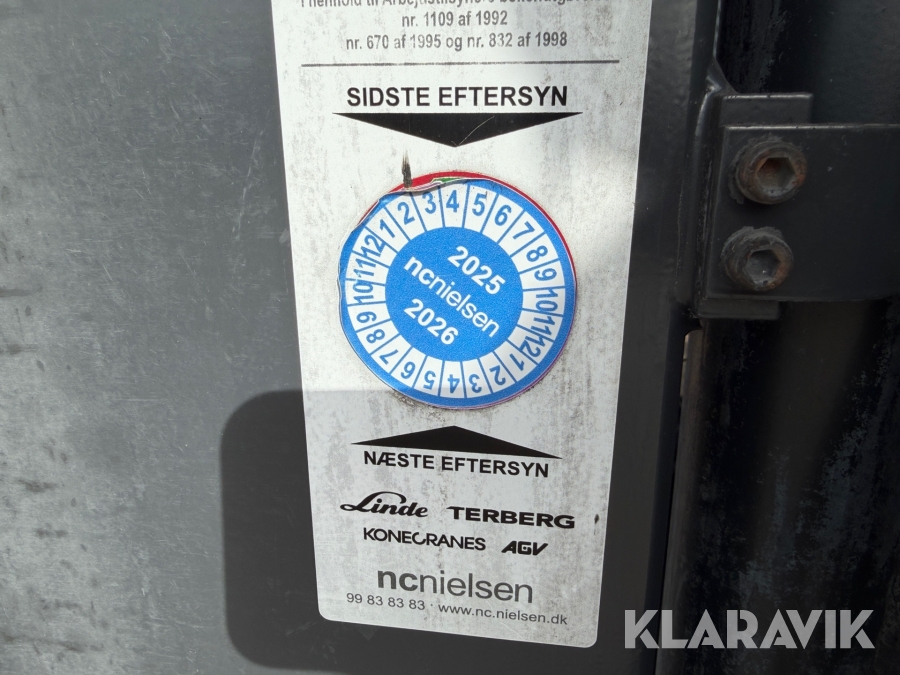 I henhold til Arbejdstilsynets
nr. 1109 af 1992
nr. 670 af 1995 og nr. 832 af 1998
SIDSTE EFTERSYN
1 2 3 4 5 6 7 8 9 10 11 12
2025
ncnielsen
2026
1 2 3 4 5 6 7 8 9 10 11 12
NÆSTE EFTERSYN
Linde TERBERG
KONECRANES AGV
ncnielsen
99 83 83 83 · www.nc.nielsen.dk
KLARAVIK